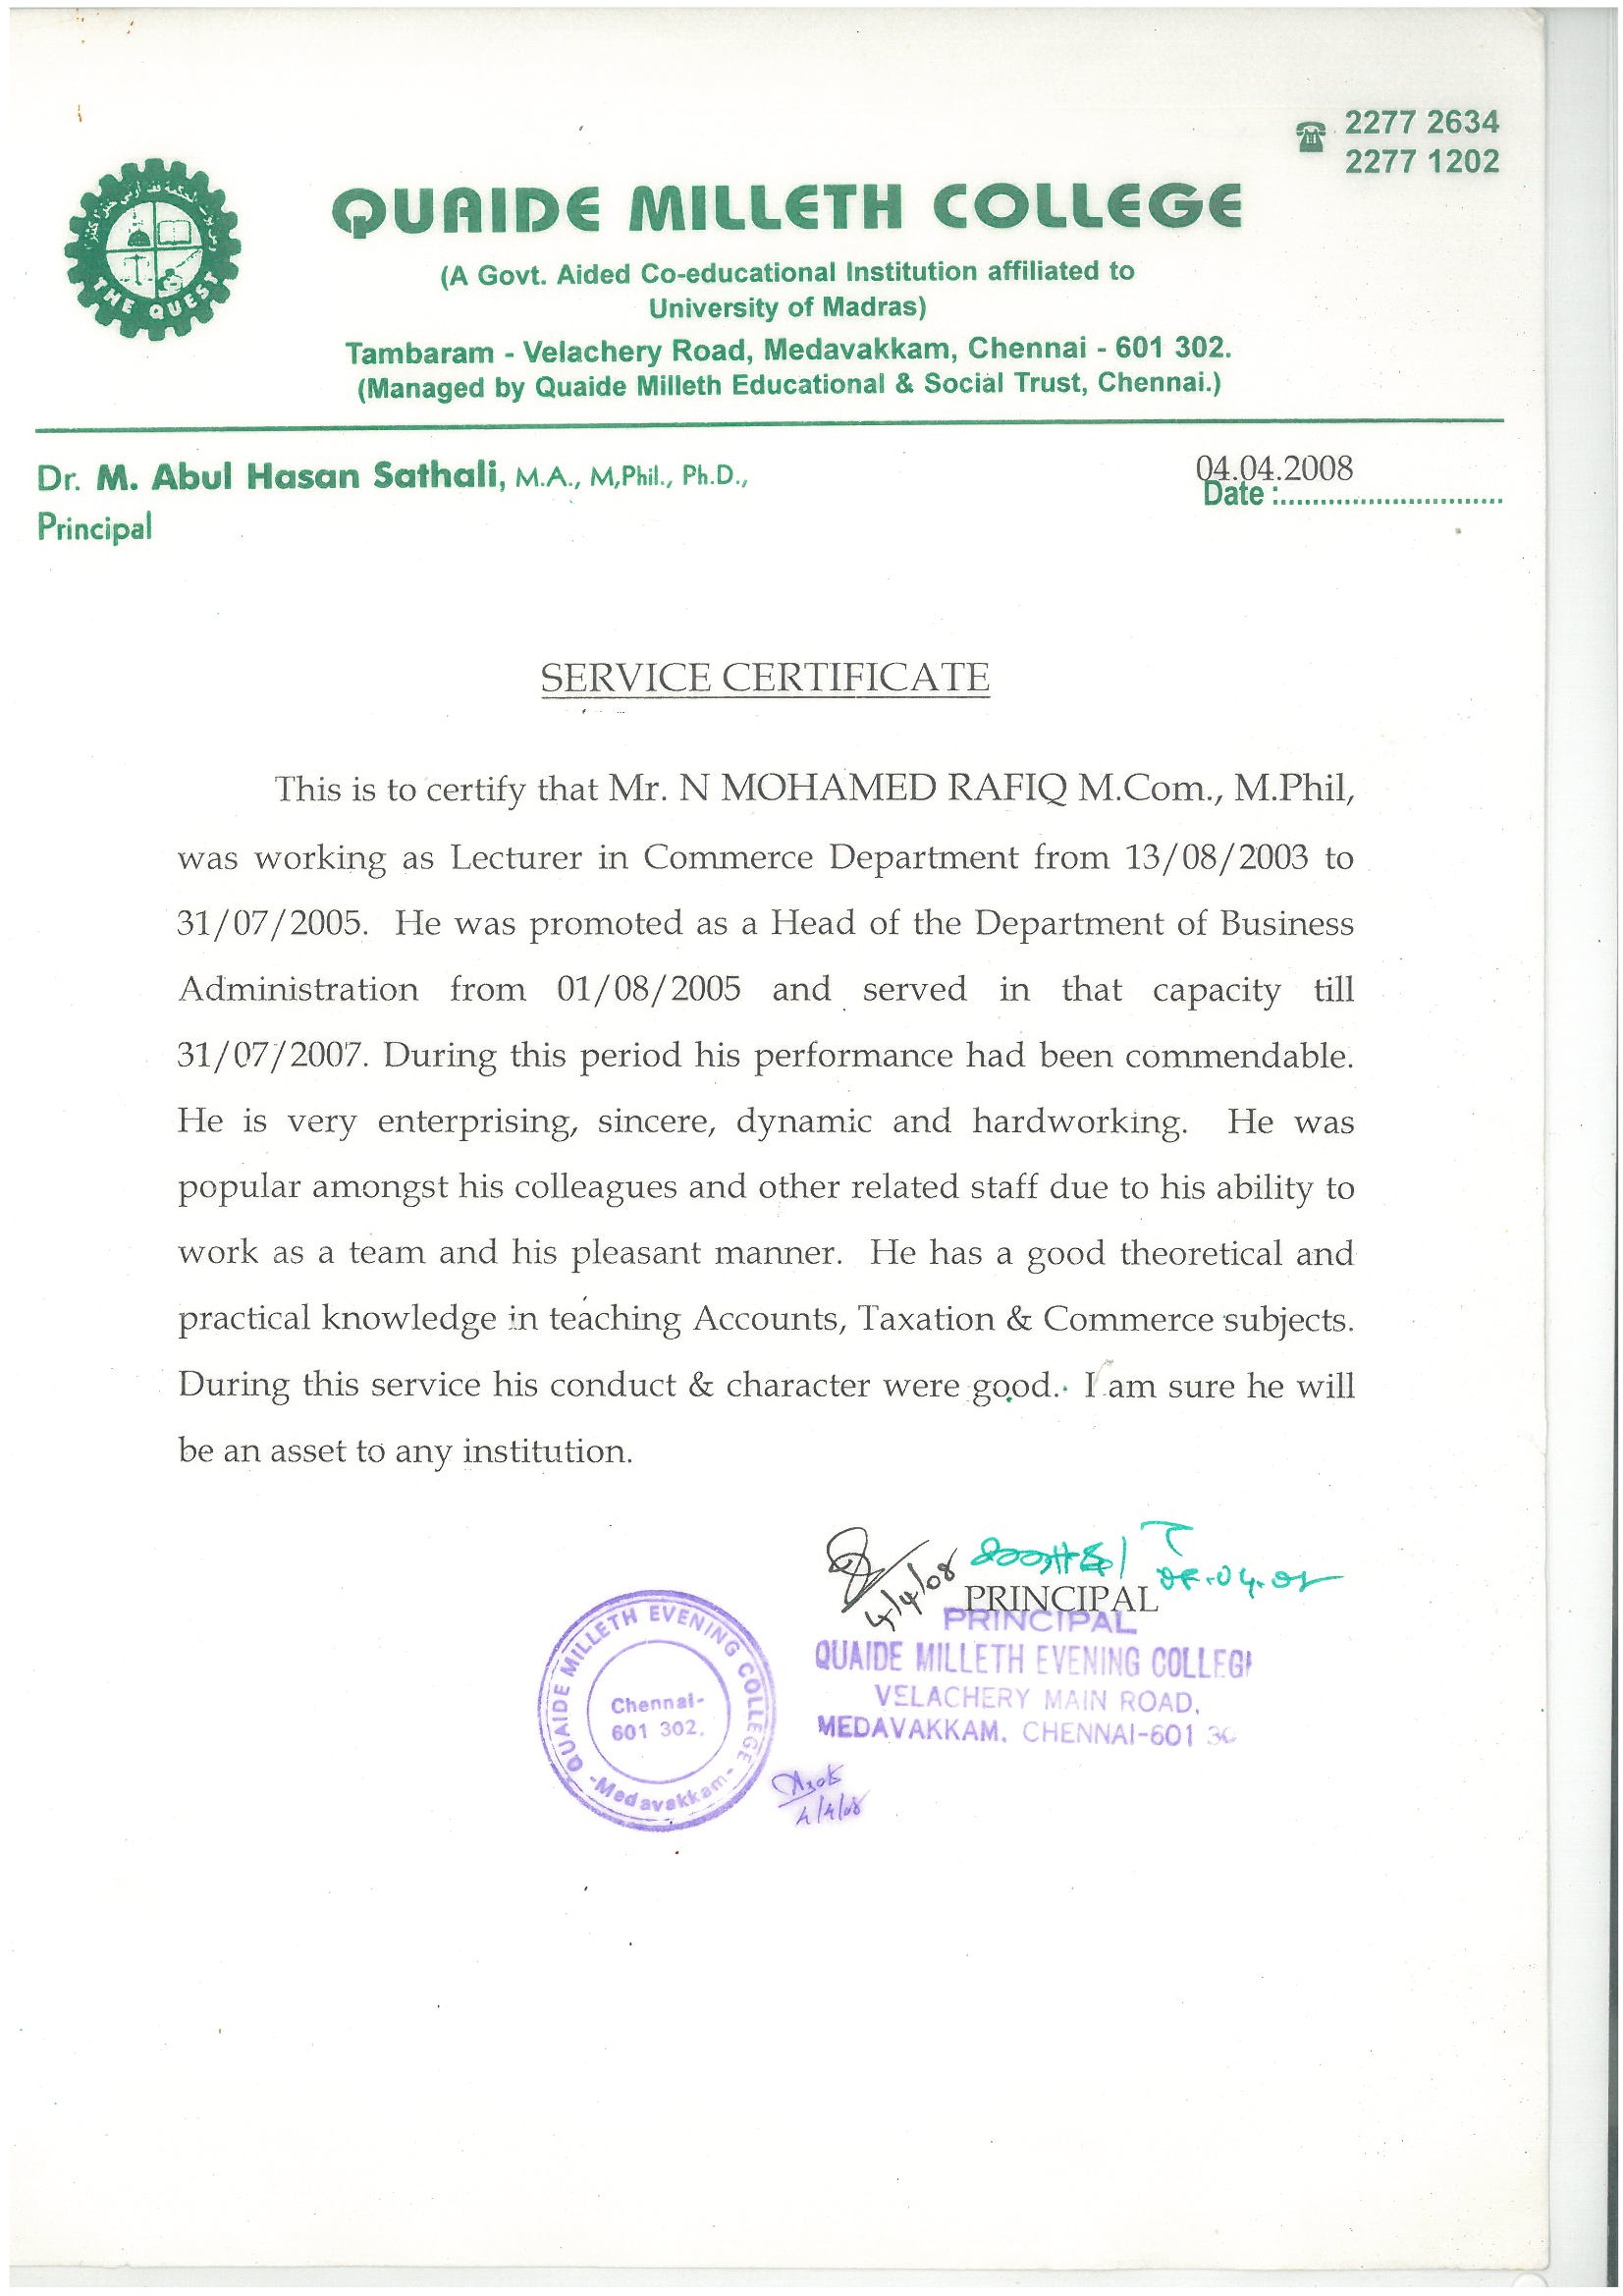 2277 2634
2277 1202
QUAIDE MILLETH COLLEGE
(A Govt. Aided Co-educational Institution affiliated to
University of Madras)
Tambaram - Velachery Road, Medavakkam, Chennai - 601 302.
(Managed by Quaide Milleth Educational & Social Trust, Chennai.)
THE QUEST
Dr. M. Abul Hasan Sathali, M.A., M,Phil., Ph.D.,
Principal
04.04.2008
Date :.............................
SERVICE CERTIFICATE
This is to certify that Mr. N MOHAMED RAFIQ M.Com., M.Phil,
was working as Lecturer in Commerce Department from 13/08/2003 to
31/07/2005. He was promoted as a Head of the Department of Business
Administration from 01/08/2005 and served in that capacity till
31/07/2007. During this period his performance had been commendable.
He is very enterprising, sincere, dynamic and hardworking. He was
popular amongst his colleagues and other related staff due to his ability to
work as a team and his pleasant manner. He has a good theoretical and
practical knowledge in teaching Accounts, Taxation & Commerce subjects.
During this service his conduct & character were good. I am sure he will
be an asset to any institution.
4/4/08
PRINCIPAL
PRINCIPAL
QUAIDE MILLETH EVENING COLLEGE
VELACHERY MAIN ROAD,
MEDAVAKKAM, CHENNAI-601 30
QUAIDE MILLETH EVENING COLLEGE
Chennai-
601 302.
-Medavakkam-
4/4/08